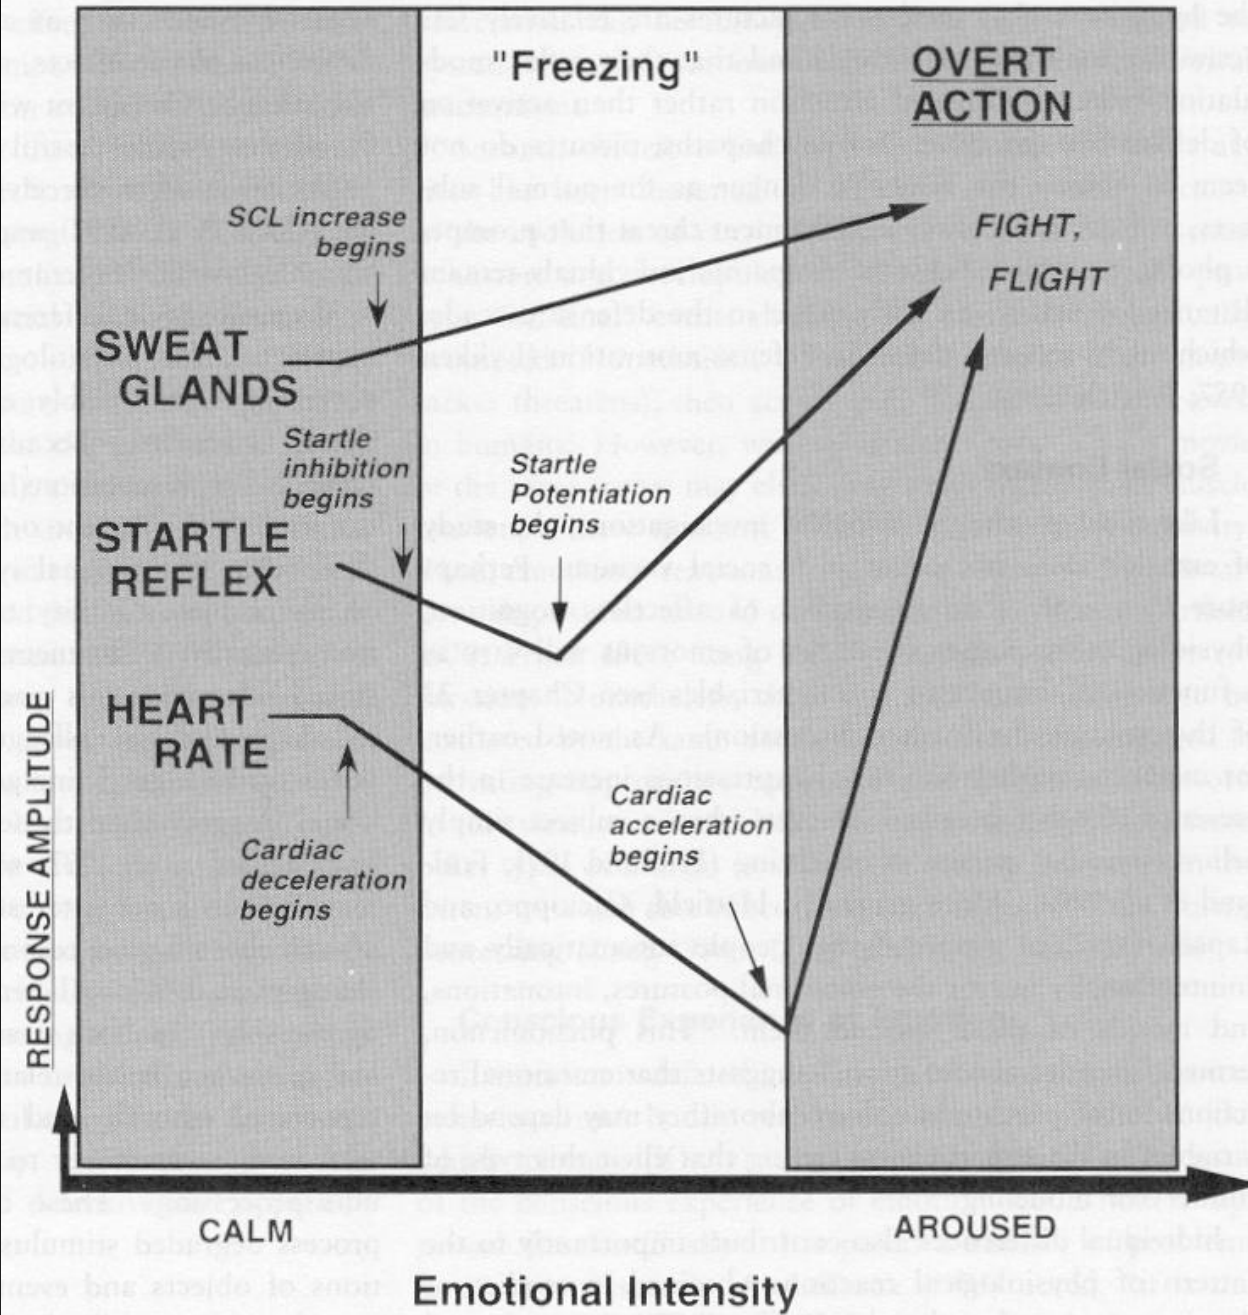 "Freezing"
OVERT
ACTION
SCL increase
begins
FIGHT,
FLIGHT
SWEAT
GLANDS
Startle
inhibition
begins
Startle
Potentiation
begins
STARTLE
REFLEX
HEART
RATE
Cardiac
deceleration
begins
Cardiac
acceleration
begins
RESPONSE AMPLITUDE
CALM
AROUSED
Emotional Intensity